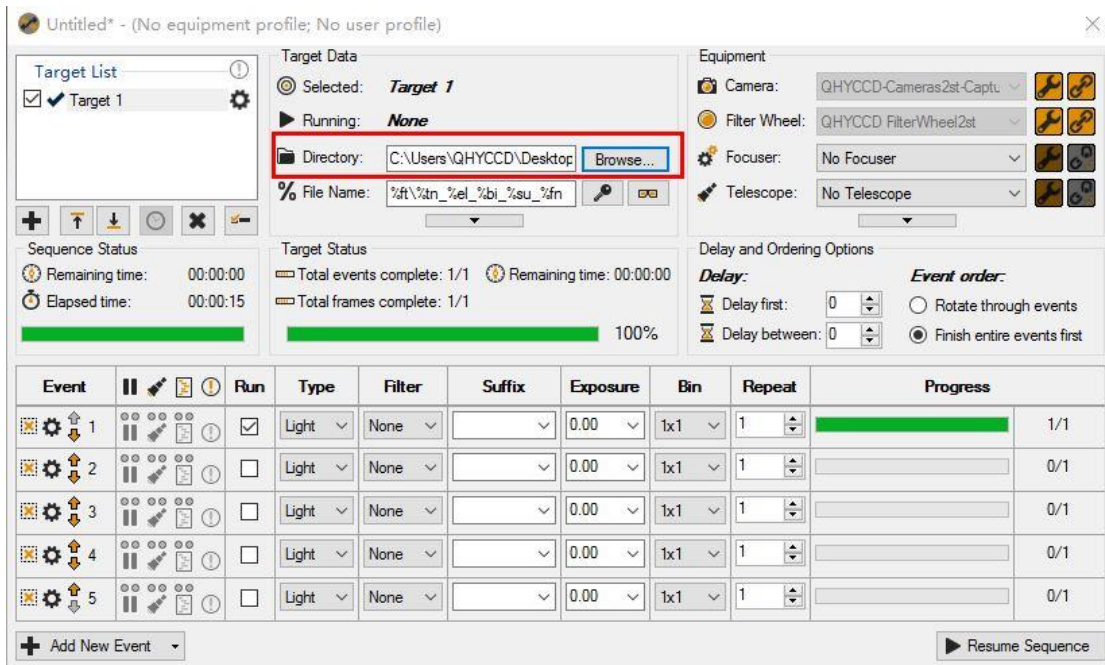 Untitled* - (No equipment profile; No user profile)
Target List
Target 1
Target Data
Selected: Target 1
Running: None
Directory: C:\Users\QHYCCD\Desktop Browse...
% File Name: %ft\%tn_%el_%bi_%su_%fn
Equipment
Camera: QHYCCD-Cameras2st-Captu
Filter Wheel: QHYCCD FilterWheel2st
Focuser: No Focuser
Telescope: No Telescope
Sequence Status
Remaining time: 00:00:00
Elapsed time: 00:00:15
Target Status
Total events complete: 1/1 Remaining time: 00:00:00
Total frames complete: 1/1
100%
Delay and Ordering Options
Delay: Event order:
Delay first: 0 Rotate through events
Delay between: 0 Finish entire events first
Event Run Type Filter Suffix Exposure Bin Repeat Progress
1 Light None 0.00 1x1 1 1/1
2 Light None 0.00 1x1 1 0/1
3 Light None 0.00 1x1 1 0/1
4 Light None 0.00 1x1 1 0/1
5 Light None 0.00 1x1 1 0/1
Add New Event Resume Sequence